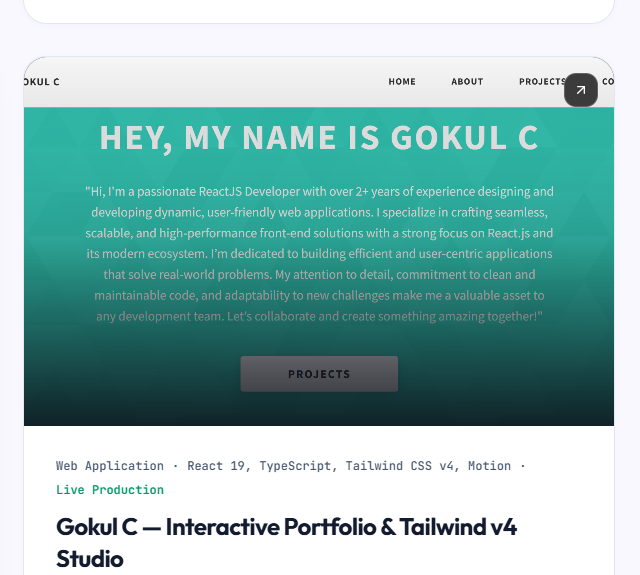 OKUL C
HOME ABOUT PROJECTS CO
HEY, MY NAME IS GOKUL C
"Hi, I'm a passionate ReactJS Developer with over 2+ years of experience designing and
developing dynamic, user-friendly web applications. I specialize in crafting seamless,
scalable, and high-performance front-end solutions with a strong focus on React.js and
its modern ecosystem. I'm dedicated to building efficient and user-centric applications
that solve real-world problems. My attention to detail, commitment to clean and
maintainable code, and adaptability to new challenges make me a valuable asset to
any development team. Let's collaborate and create something amazing together!"
PROJECTS
Web Application · React 19, TypeScript, Tailwind CSS v4, Motion ·
Live Production
Gokul C — Interactive Portfolio & Tailwind v4
Studio